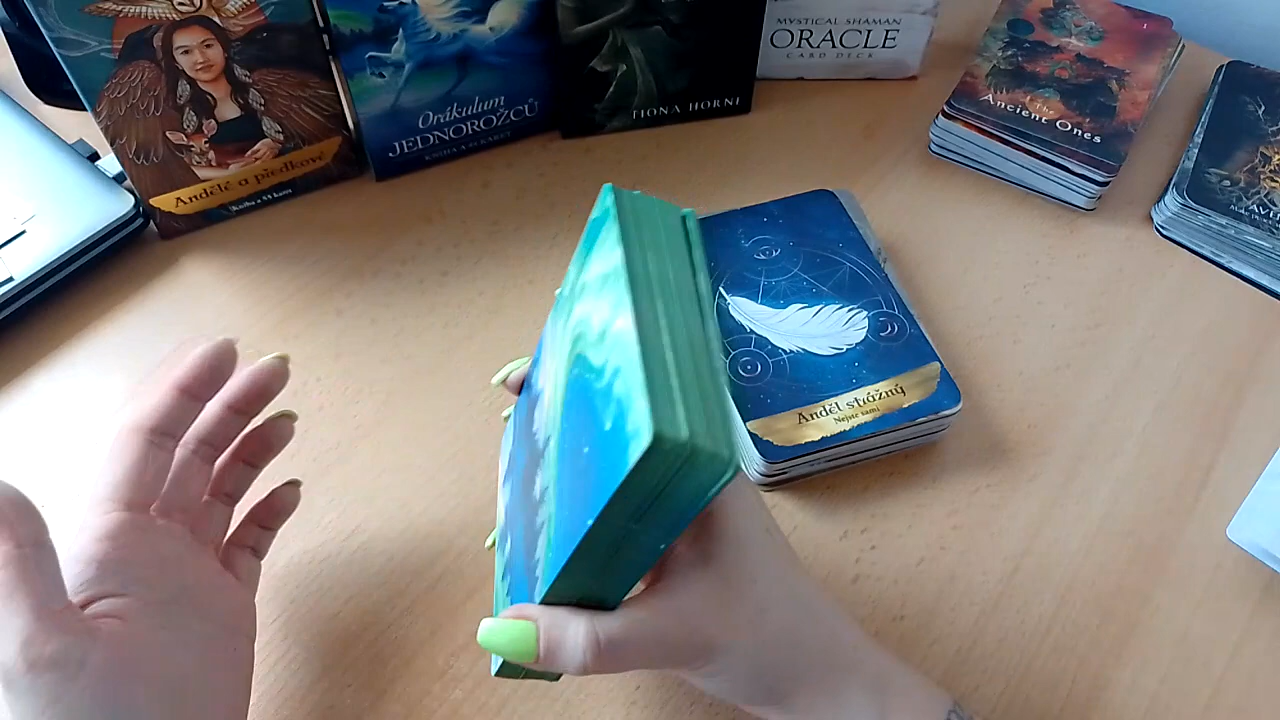 Andělé a předkové
Kniha a 55 karet
Orákulum
JEDNOROŽCŮ
KNIHA A 44 KARET
FIONA HORNE
MYSTICAL SHAMAN
ORACLE
CARD DECK
The
Ancient Ones
Anděl strážný
Nejste sami